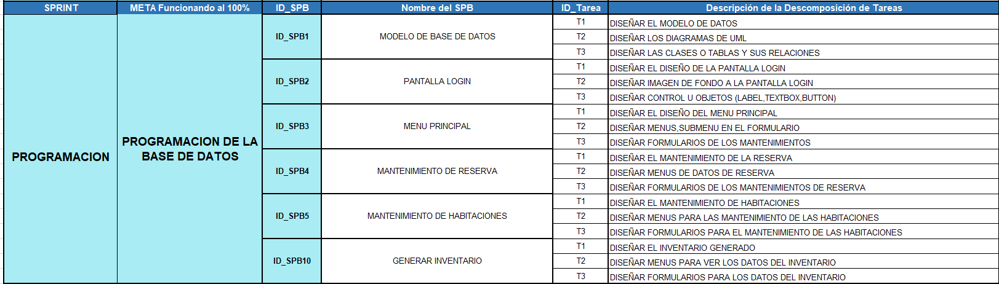 SPRINT META Funcionando al 100% ID_SPB Nombre del SPB ID_Tarea Descripción de la Descomposición de Tareas
PROGRAMACION
PROGRAMACION DE LA
BASE DE DATOS
ID_SPB1 MODELO DE BASE DE DATOS
T1 DISEÑAR EL MODELO DE DATOS
T2 DISEÑAR LOS DIAGRAMAS DE UML
T3 DISEÑAR LAS CLASES O TABLAS Y SUS RELACIONES
ID_SPB2 PANTALLA LOGIN
T1 DISEÑAR EL DISEÑO DE LA PANTALLA LOGIN
T2 DISEÑAR IMAGEN DE FONDO A LA PANTALLA LOGIN
T3 DISEÑAR CONTROL U OBJETOS (LABEL,TEXTBOX,BUTTON)
ID_SPB3 MENU PRINCIPAL
T1 DISEÑAR EL DISEÑO DEL MENU PRINCIPAL
T2 DISEÑAR MENUS,SUBMENU EN EL FORMULARIO
T3 DISEÑAR FORMULARIOS DE LOS MANTENIMIENTOS
ID_SPB4 MANTENIMIENTO DE RESERVA
T1 DISEÑAR EL MANTENIMIENTO DE LA RESERVA
T2 DISEÑAR MENUS DE DATOS DE RESERVA
T3 DISEÑAR FORMULARIOS DE LOS MANTENIMIENTOS DE RESERVA
ID_SPB5 MANTENIMIENTO DE HABITACIONES
T1 DISEÑAR EL MANTENIMIENTO DE HABITACIONES
T2 DISEÑAR MENUS PARA LAS MANTENIMIENTO DE LAS HABITACIONES
T3 DISEÑAR FORMULARIOS PARA EL MANTENIMIENTO DE LAS HABITACIONES
ID_SPB10 GENERAR INVENTARIO
T1 DISEÑAR EL INVENTARIO GENERADO
T2 DISEÑAR MENUS PARA VER LOS DATOS DEL INVENTARIO
T3 DISEÑAR FORMULARIOS PARA LOS DATOS DEL INVENTARIO